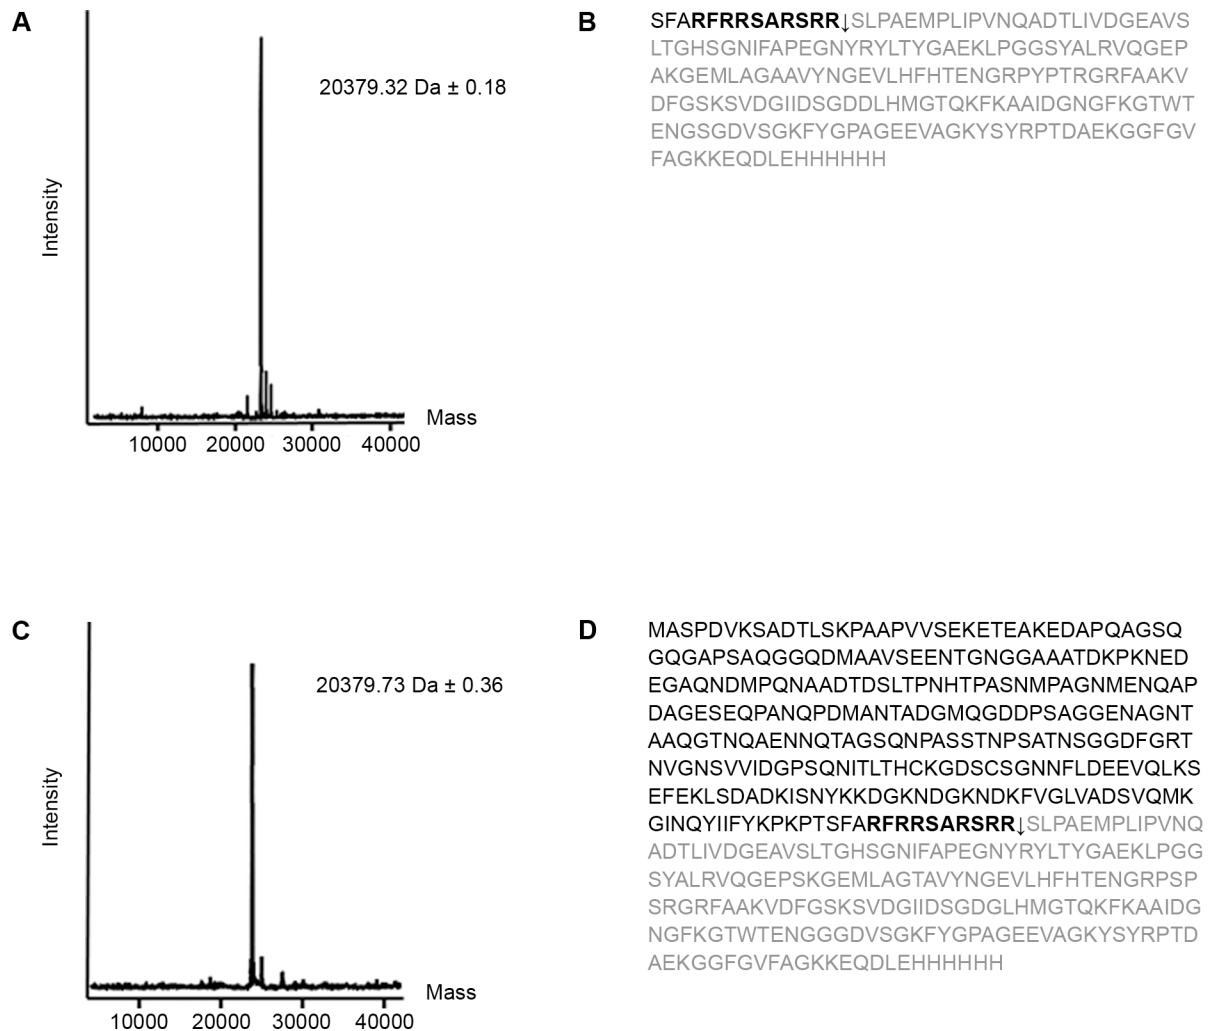 A
20379.32 Da ± 0.18
Intensity
Mass
10000 20000 30000 40000
B
SFARFRRSARSRR↓SLPAEMPLIPVNQADTLIVDGEAVS
LTGHSGNIFAPEGNYRYLTYGAEKLPGGSYALRVQGEP
AKGEMLAGAAVYNGEVLHFHTENGRPYPTRGRFAAKV
DFGSKSVDGIIDSGDDLHMGTQKFKAAIDGNGFKGTWT
ENGSGDVSGKFYGPAGEEVAGKYSYRPTDAEKGGFGV
FAGKKEQDLEHHHHHH
C
20379.73 Da ± 0.36
Intensity
Mass
10000 20000 30000 40000
D
MASPDVKSADTLSKPAAPVVSEKETEAKEDAPQAGSQ
GQGAPSAQGGQDMAAVSEENTGNGGAAATDKPKNED
EGAQNDMPQNAADTDSLTPNHTPASNMPAGNMENQAP
DAGESEQPANQPDMANTADGMQGDDPSAGGENAGNT
AAQGTNQAENNQTAGSQNPASSTNPSATNSGGDFGRT
NVGNSVVIDGPSQNITLTHCKGDSCSGNNFLDEEVQLKS
EFEKLSDADKISNYKKDGKNDGKNDKFVGLVADSVQMK
GINQYIIFYKPKPTSFARFRRSARSRR↓SLPAEMPLIPVNQ
ADTLIVDGEAVSLTGHSGNIFAPEGNYRYLTYGAEKLPGG
SYALRVQGEPSKGEMLAGTAVYNGEVLHFHTENGRPSP
SRGRFAAKVDFGSKSVDGIIDSGDGLHMGTQKFKAAIDG
NGFKGTWTENGGGDVSGKFYGPAGEEVAGKYSYRPTD
AEKGGFGVFAGKKEQDLEHHHHHH